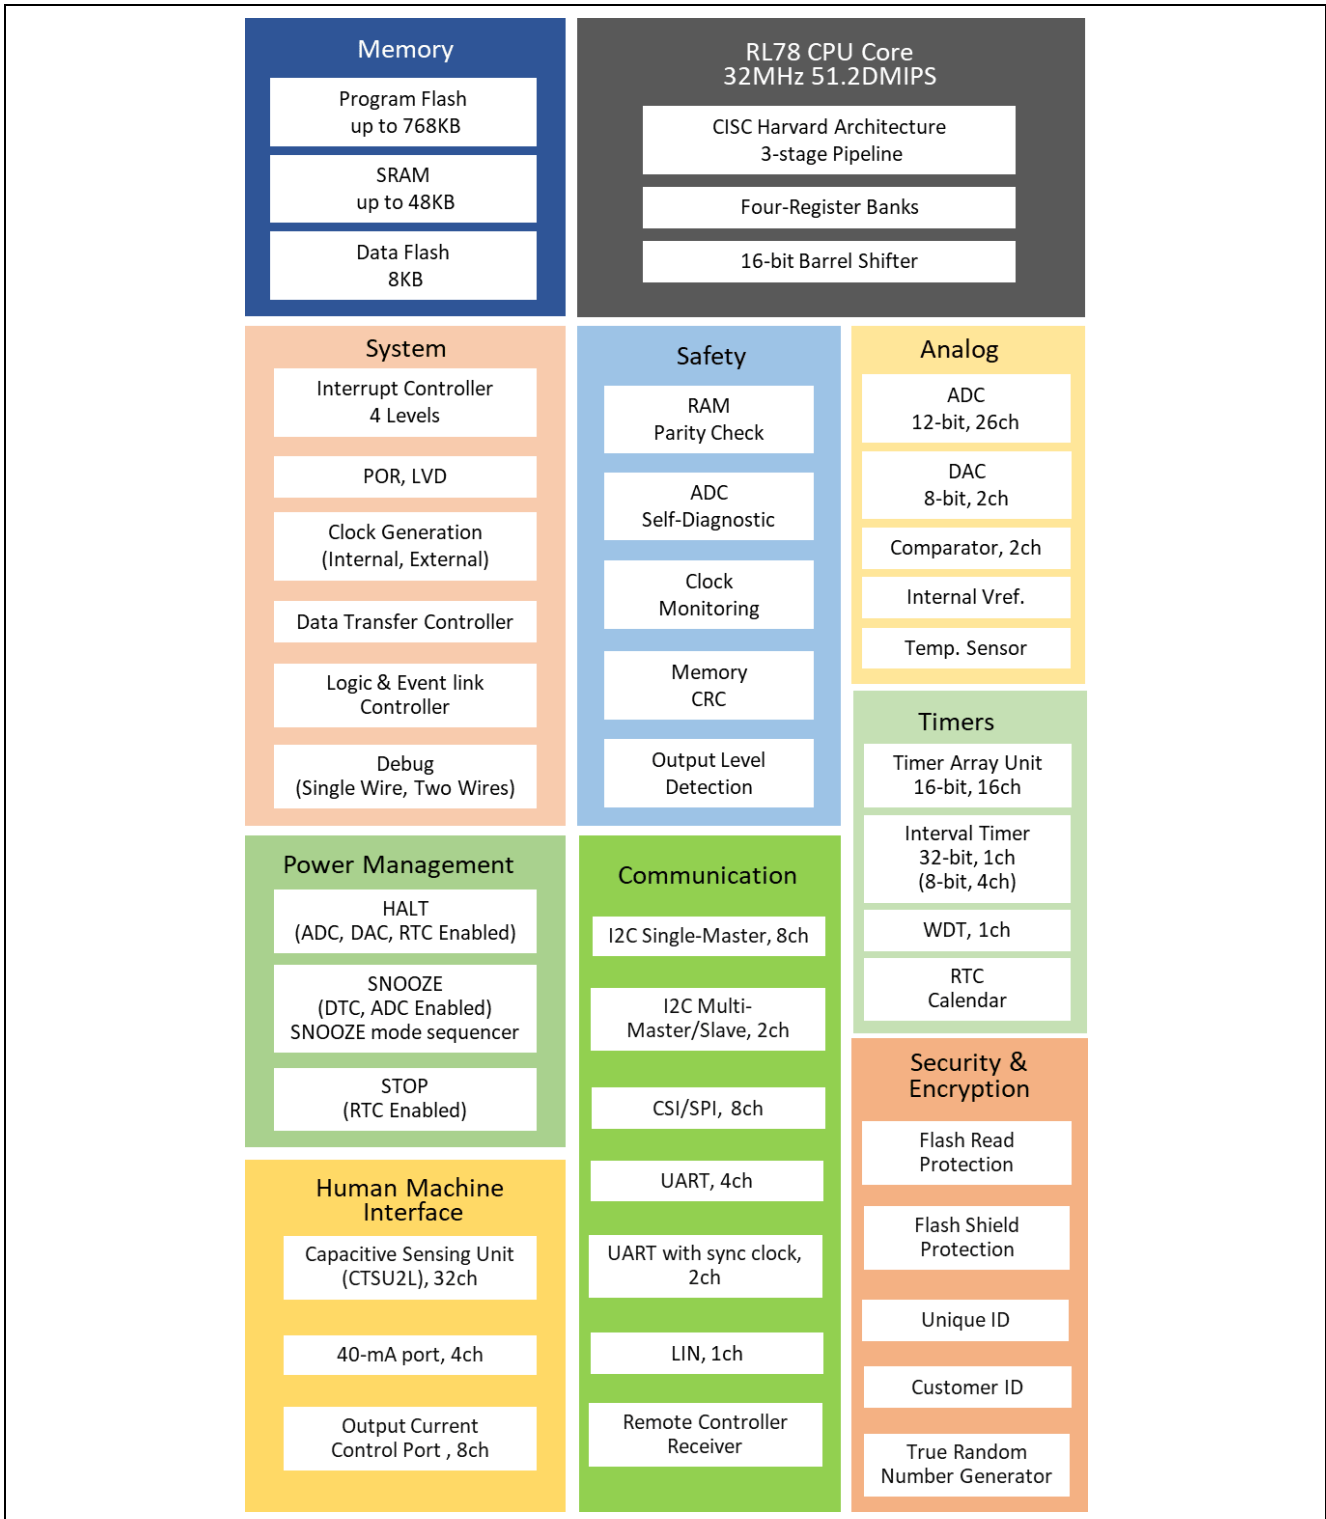 Memory
Program Flash
up to 768KB
SRAM
up to 48KB
Data Flash
8KB
RL78 CPU Core
32MHz 51.2DMIPS
CISC Harvard Architecture
3-stage Pipeline
Four-Register Banks
16-bit Barrel Shifter
System
Interrupt Controller
4 Levels
POR, LVD
Clock Generation
(Internal, External)
Data Transfer Controller
Logic & Event link
Controller
Debug
(Single Wire, Two Wires)
Safety
RAM
Parity Check
ADC
Self-Diagnostic
Clock
Monitoring
Memory
CRC
Output Level
Detection
Analog
ADC
12-bit, 26ch
DAC
8-bit, 2ch
Comparator, 2ch
Internal Vref.
Temp. Sensor
Timers
Timer Array Unit
16-bit, 16ch
Interval Timer
32-bit, 1ch
(8-bit, 4ch)
WDT, 1ch
RTC
Calendar
Power Management
HALT
(ADC, DAC, RTC Enabled)
SNOOZE
(DTC, ADC Enabled)
SNOOZE mode sequencer
STOP
(RTC Enabled)
Communication
I2C Single-Master, 8ch
I2C Multi-
Master/Slave, 2ch
CSI/SPI, 8ch
UART, 4ch
UART with sync clock,
2ch
LIN, 1ch
Remote Controller
Receiver
Security &
Encryption
Flash Read
Protection
Flash Shield
Protection
Unique ID
Customer ID
True Random
Number Generator
Human Machine
Interface
Capacitive Sensing Unit
(CTSU2L), 32ch
40-mA port, 4ch
Output Current
Control Port , 8ch